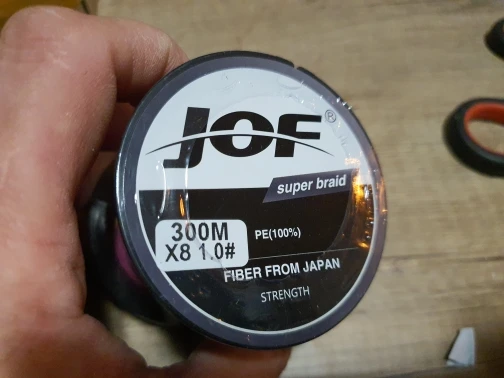 JOF®
super braid
300M
X8 1.0#
PE(100%)
FIBER FROM JAPAN
STRENGTH